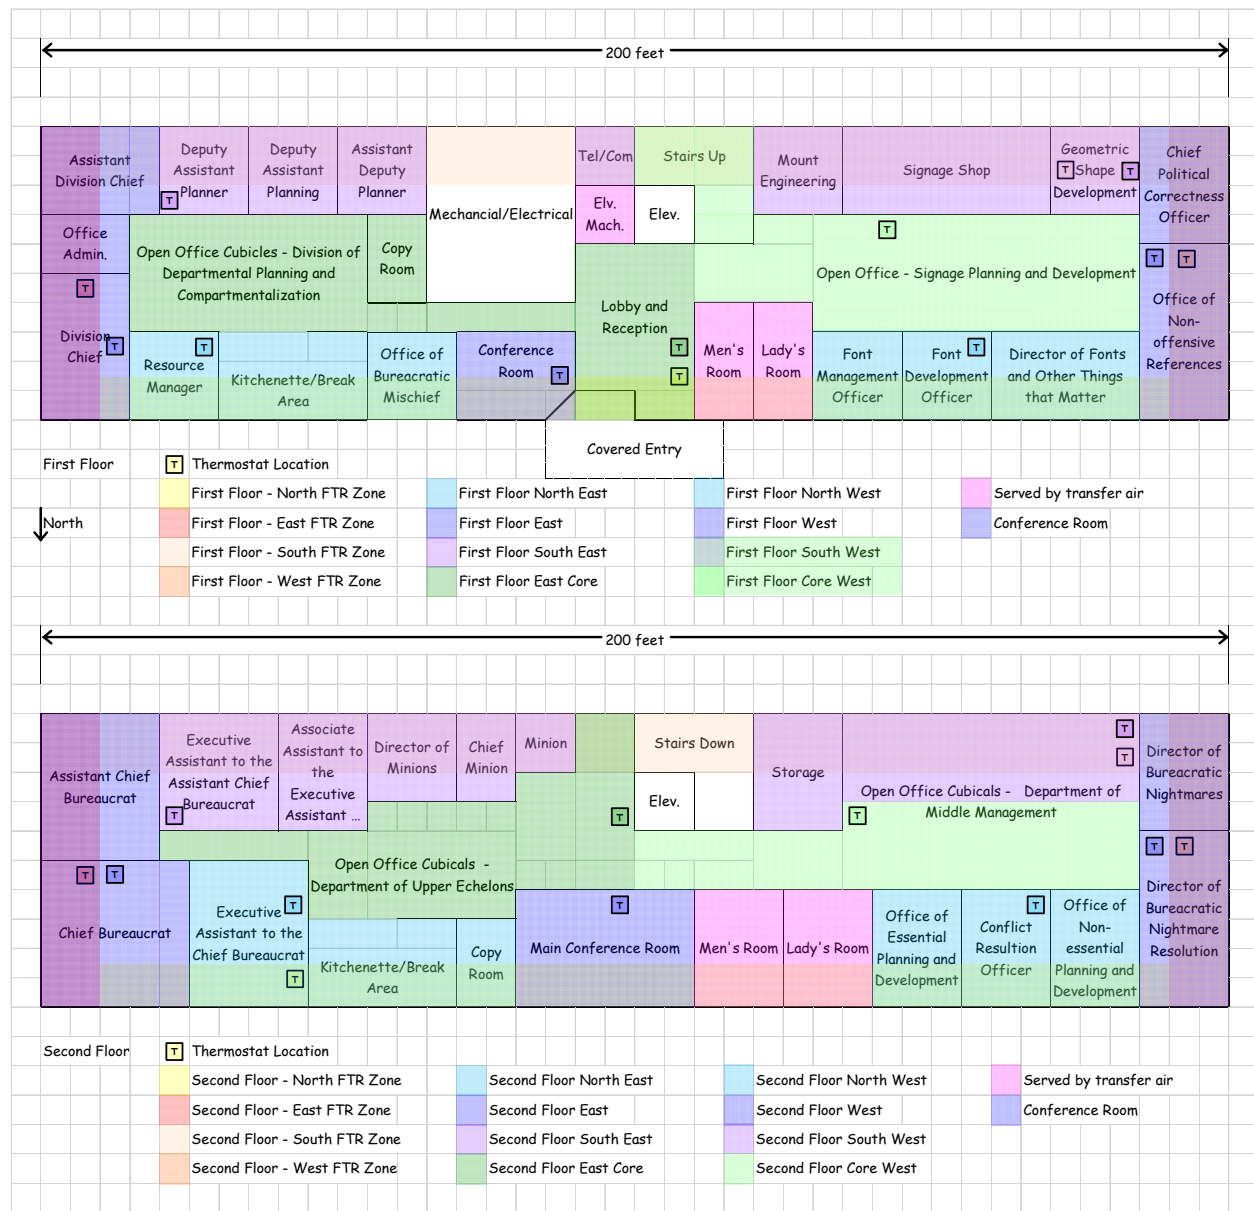 200 feet
Assistant
Division Chief
Deputy
Assistant
Planner
Deputy
Assistant
Planning
Assistant
Deputy
Planner
Mechancial/Electrical
Tel/Com
Stairs Up
Elv.
Mach.
Elev.
Mount
Engineering
Signage Shop
Geometric
Shape
Development
T
T
T
Chief
Political
Correctness
Officer
Office
Admin.
Open Office Cubicles - Division of
Departmental Planning and
Compartmentalization
Copy
Room
Lobby and
Reception
T
Open Office - Signage Planning and Development
T
T
Office of
Non-
offensive
References
T
Division
Chief
T
Resource
Manager
T
Kitchenette/Break
Area
Office of
Bureacratic
Mischief
Conference
Room
T
T
T
Men's
Room
Lady's
Room
Font
Management
Officer
Font
Development
Officer
T
Director of Fonts
and Other Things
that Matter
Covered Entry
First Floor
T Thermostat Location
First Floor - North FTR Zone
First Floor North East
First Floor North West
Served by transfer air
North
First Floor - East FTR Zone
First Floor East
First Floor West
Conference Room
First Floor - South FTR Zone
First Floor South East
First Floor South West
First Floor - West FTR Zone
First Floor East Core
First Floor Core West
200 feet
Assistant Chief
Bureaucrat
Executive
Assistant to the
Assistant Chief
Bureaucrat
T
Associate
Assistant to
the
Executive
Assistant ...
Director of
Minions
Chief
Minion
Minion
Stairs Down
Elev.
T
Storage
T
T
Open Office Cubicals - Department of
Middle Management
T
Director of
Bureacratic
Nightmares
T
T
Chief Bureaucrat
Executive
Assistant to the
Chief Bureaucrat
T
T
Open Office Cubicals -
Department of Upper Echelons
Kitchenette/Break
Area
Copy
Room
T
Main Conference Room
Men's Room
Lady's Room
Office of
Essential
Planning and
Development
T
Conflict
Resultion
Officer
Office of
Non-
essential
Planning and
Development
T
T
Director of
Bureacratic
Nightmare
Resolution
Second Floor
T Thermostat Location
Second Floor - North FTR Zone
Second Floor North East
Second Floor North West
Served by transfer air
Second Floor - East FTR Zone
Second Floor East
Second Floor West
Conference Room
Second Floor - South FTR Zone
Second Floor South East
Second Floor South West
Second Floor - West FTR Zone
Second Floor East Core
Second Floor Core West